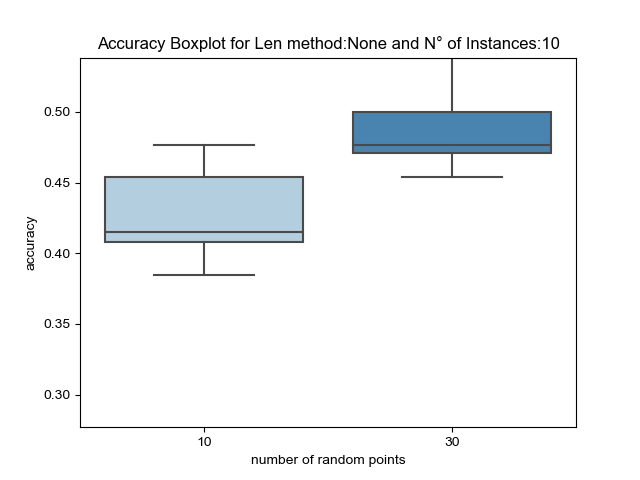 Accuracy Boxplot for Len method:None and N° of Instances:10
0.50
0.45
0.40
0.35
0.30
accuracy
10 30
number of random points